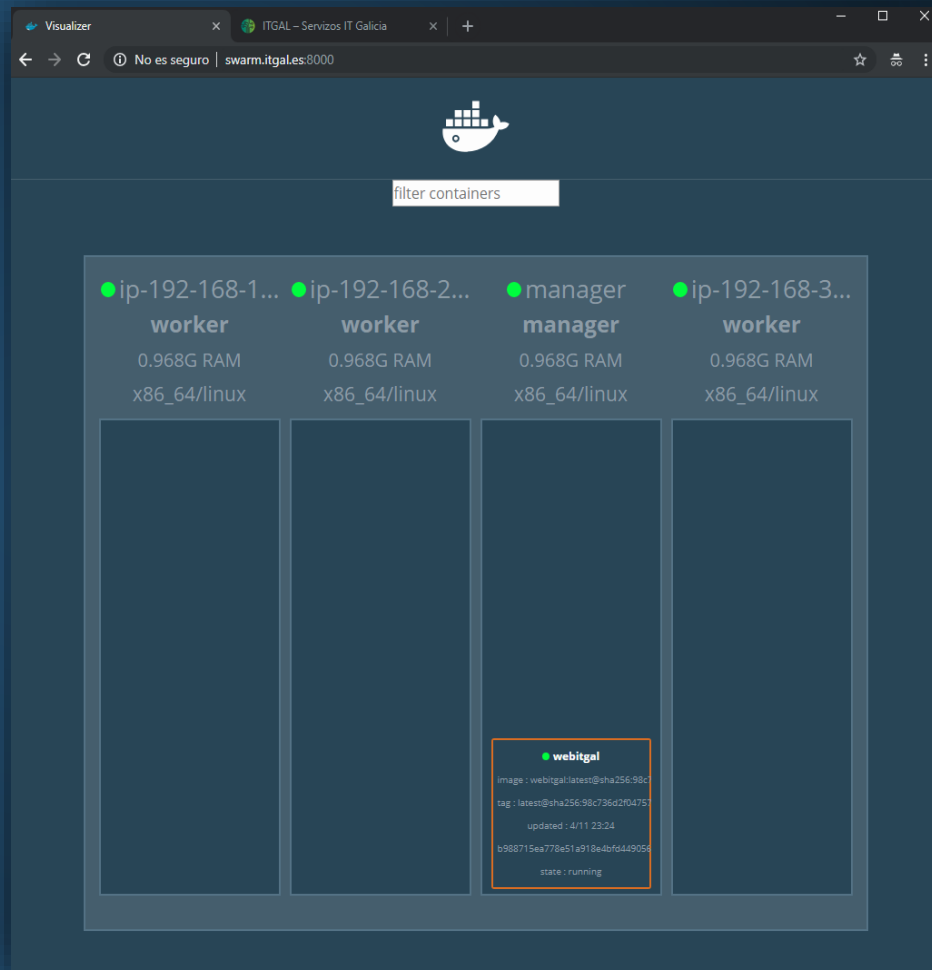 Visualizer
ITGAL – Servizos IT Galicia
No es seguro
swarm.itgal.es:8000
filter containers
ip-192-168-1...
worker
0.968G RAM
x86_64/linux
ip-192-168-2...
worker
0.968G RAM
x86_64/linux
manager
manager
0.968G RAM
x86_64/linux
webitgal
image : webitgal:latest@sha256:98c7
tag : latest@sha256:98c736d2f04757
updated : 4/11 23:24
b988715ea778e51a918e4bfd449056
state : running
ip-192-168-3...
worker
0.968G RAM
x86_64/linux